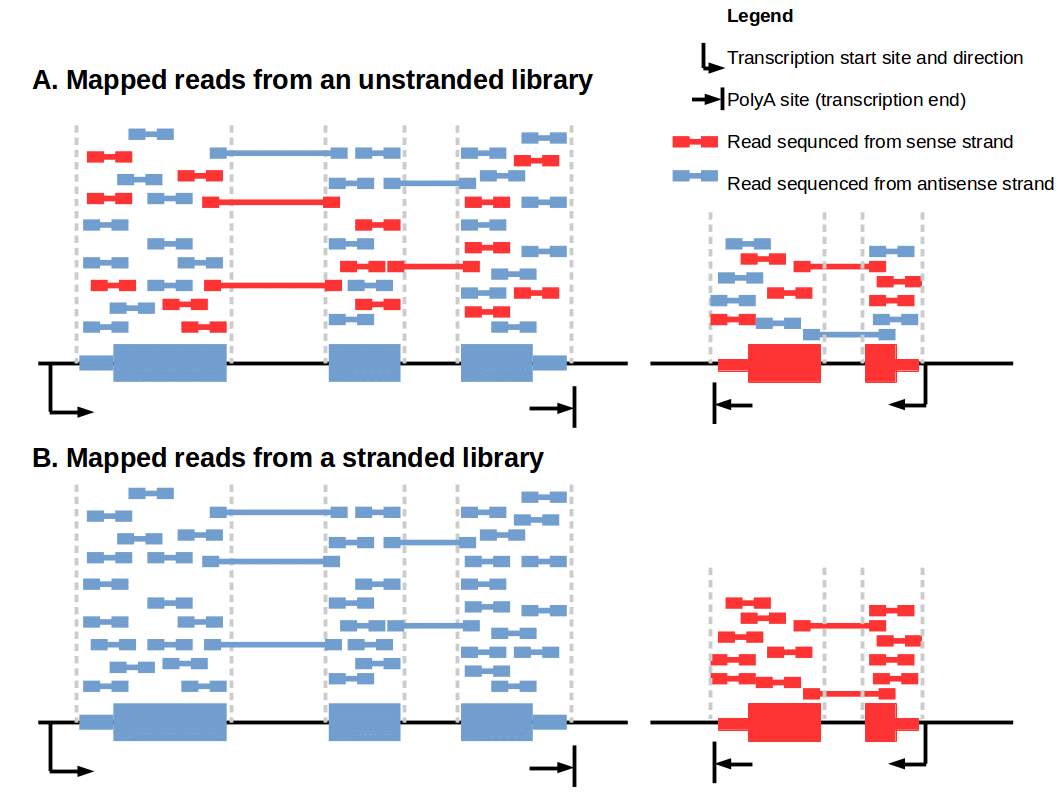 Legend
Transcription start site and direction
A. Mapped reads from an unstranded library
PolyA site (transcription end)
Read sequnced from sense strand
Read sequenced from antisense strand
B. Mapped reads from a stranded library